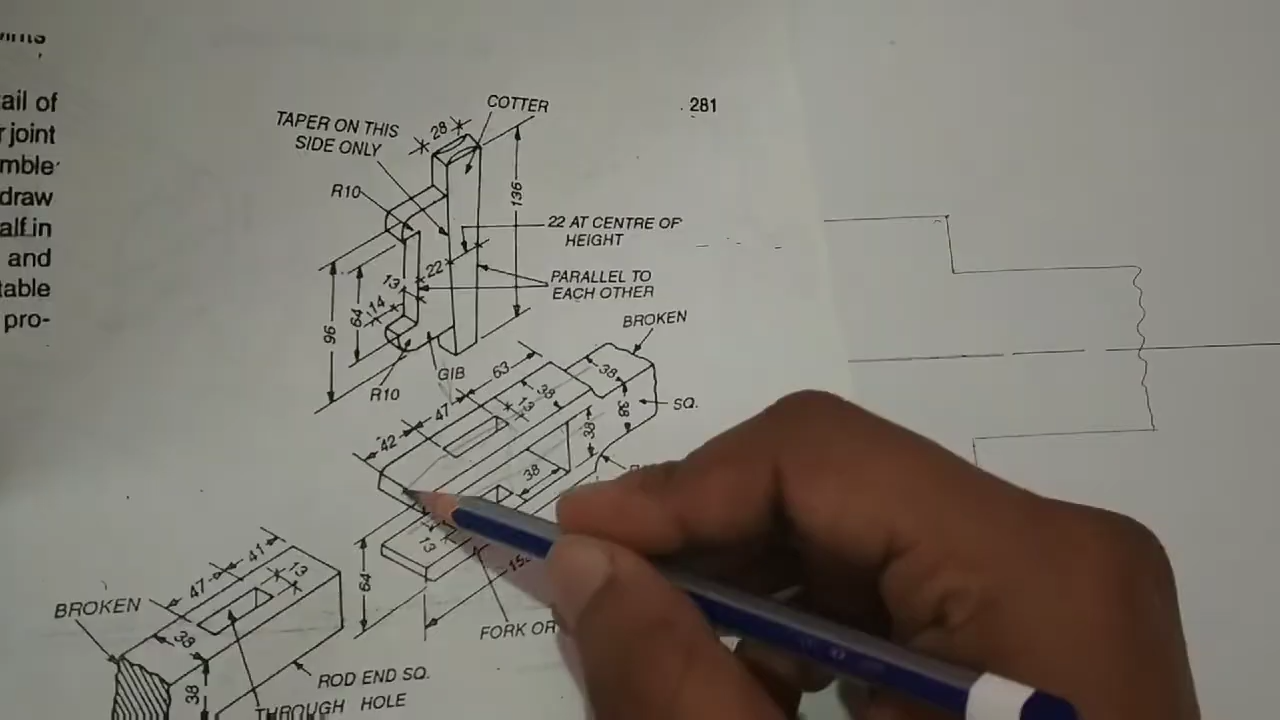 ail of
r joint
mble
draw
alf in
and
table
pro-
281
COTTER
TAPER ON THIS
SIDE ONLY
28
R10
136
22 AT CENTRE OF
HEIGHT
22
13
PARALLEL TO
EACH OTHER
14
64
96
BROKEN
GIB
R10
63
38
38
47
13
38
SQ.
42
38
38
13
64
FORK OR
41
47
13
BROKEN
38
ROD END SQ.
38
THROUGH HOLE